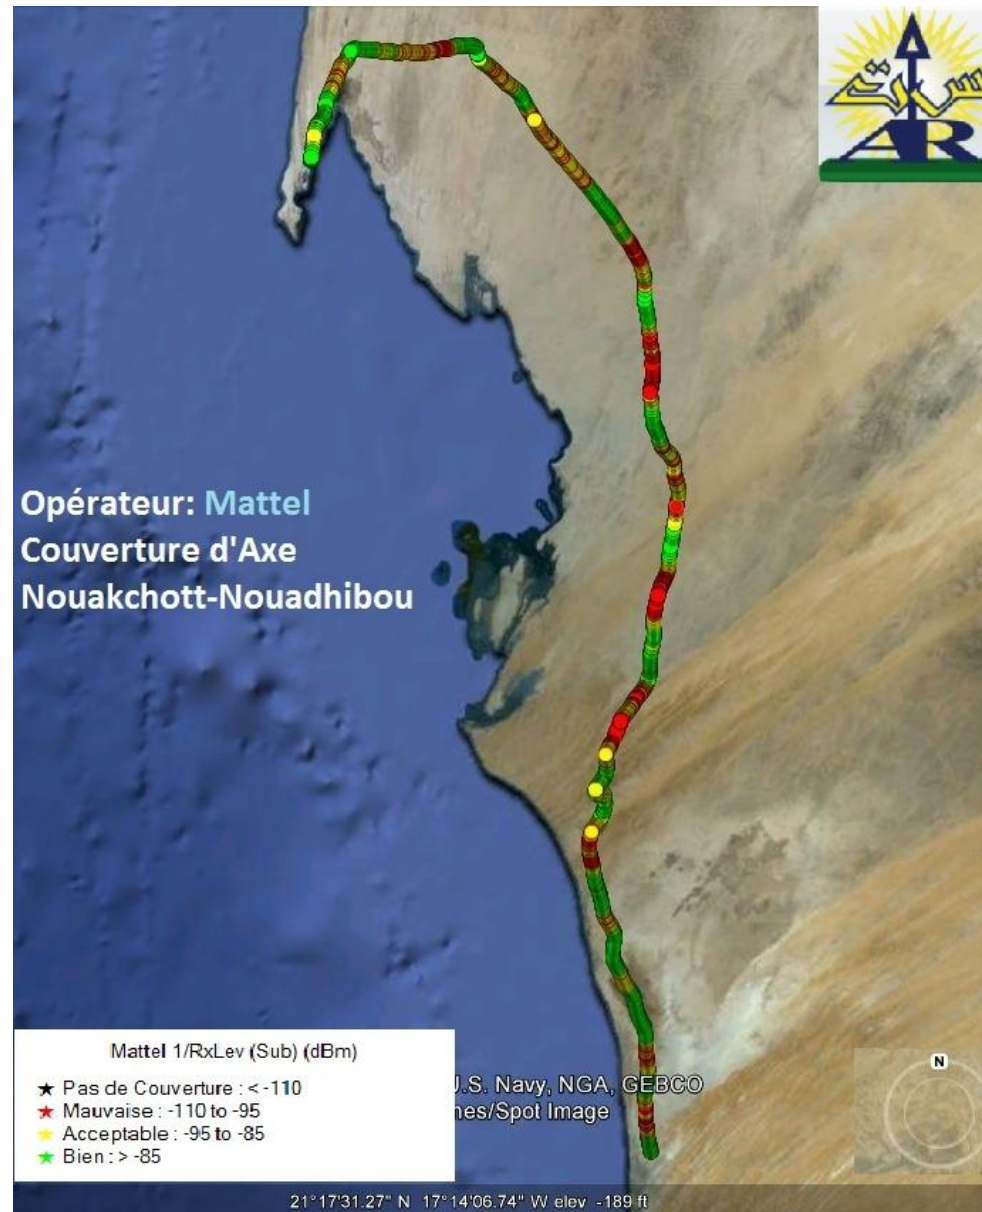 AR
Opérateur: Mattel
Couverture d'Axe
Nouakchott-Nouadhibou
Mattel 1/RxLev (Sub) (dBm)
Pas de Couverture : < -110
Mauvaise : -110 to -95
Acceptable : -95 to -85
Bien : > -85
U.S. Navy, NGA, GEBCO
nes/Spot Image
N
21°17'31.27" N 17°14'06.74" W elev -189 ft